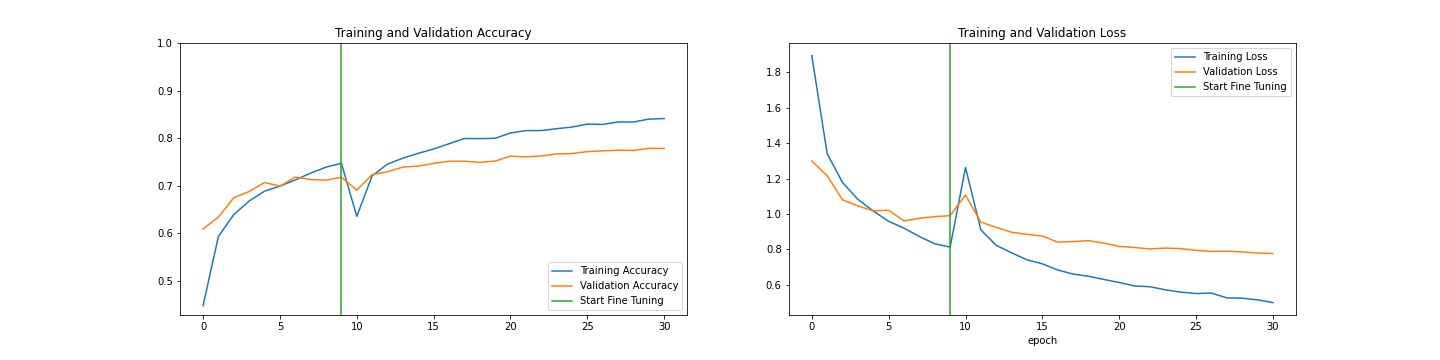 Training and Validation Accuracy
1.0
0.9
0.8
0.7
0.6
0.5
0 5 10 15 20 25 30
Training Accuracy
Validation Accuracy
Start Fine Tuning
Training and Validation Loss
1.8
1.6
1.4
1.2
1.0
0.8
0.6
0 5 10 15 20 25 30
epoch
Training Loss
Validation Loss
Start Fine Tuning